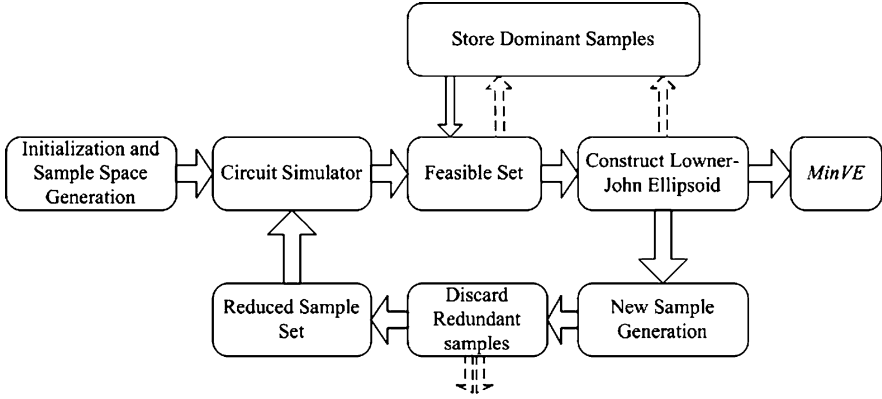 Store Dominant Samples
Initialization and
Sample Space
Generation
Circuit Simulator
Feasible Set
Construct Lowner-
John Ellipsoid
MinVE
Reduced Sample
Set
Discard
Redundant
samples
New Sample
Generation